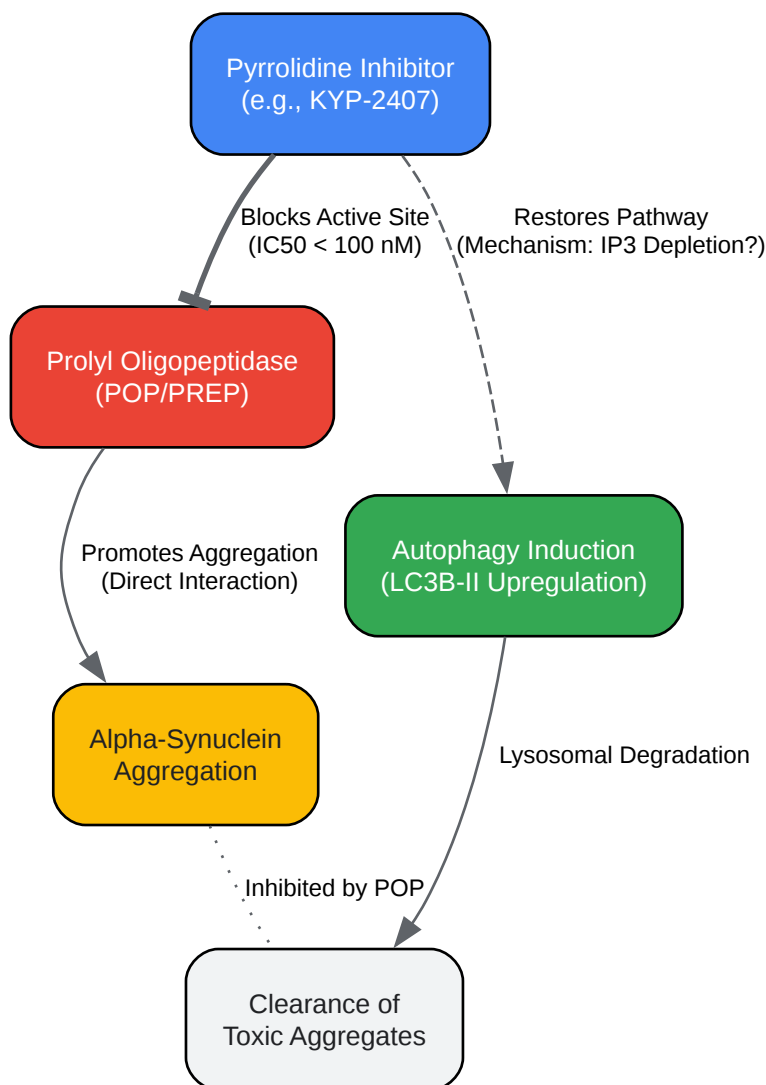 Pyrrolidine Inhibitor
(e.g., KYP-2407)
Blocks Active Site
(IC50 < 100 nM)
Restores Pathway
(Mechanism: IP3 Depletion?)
Prolyl Oligopeptidase
(POP/PREP)
Promotes Aggregation
(Direct Interaction)
Autophagy Induction
(LC3B-II Upregulation)
Alpha-Synuclein
Aggregation
Lysosomal Degradation
Inhibited by POP
Clearance of
Toxic Aggregates